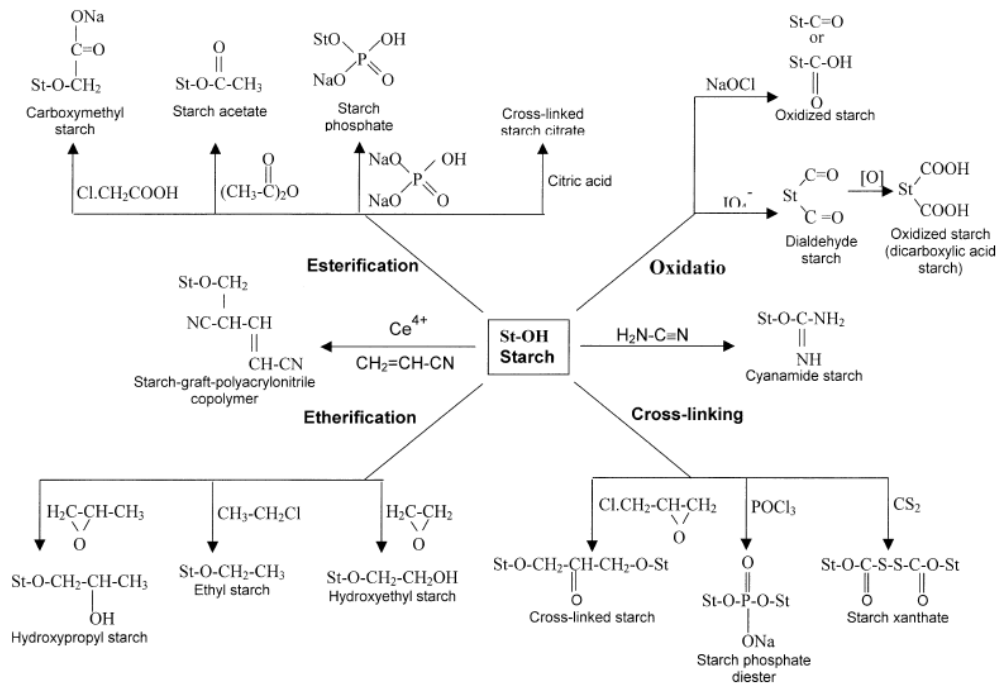 ONa
C=O
St-O-CH₂
Carboxymethyl
starch
O
St-O-C-CH₃
Starch acetate
StO
OH
P
NaO
O
Starch
phosphate
Cross-linked
starch citrate
Cl.CH₂COOH
O
(CH₃-C)₂O
NaO
OH
P
NaO
O
Citric acid
Esterification
St-C=O
or
St-C-OH
O
Oxidized starch
NaOCl
C=O
St
C=O
Dialdehyde
starch
[O]
COOH
St
COOH
Oxidized starch
(dicarboxylic acid
starch)
Oxidatio
St-O-CH₂
NC-CH-CH
CH-CN
Starch-graft-polyacrylonitrile
copolymer
Ce⁴⁺
CH₂=CH-CN
St-OH
Starch
H₂N-C≡N
St-O-C-NH₂
NH
Cyanamide starch
Etherification
Cross-linking
H₂C-CH-CH₃
O
CH₃-CH₂Cl
H₂C-CH₂
O
St-O-CH₂-CH-CH₃
OH
Hydroxypropyl starch
St-O-CH₂-CH₃
Ethyl starch
St-O-CH₂-CH₂OH
Hydroxyethyl starch
Cl.CH₂-CH-CH₂
O
POCl₃
CS₂
St-O-CH₂-CH-CH₂-O-St
O
Cross-linked starch
O
St-O-P-O-St
ONa
Starch phosphate
diester
St-O-C-S-S-C-O-St
O O
Starch xanthate